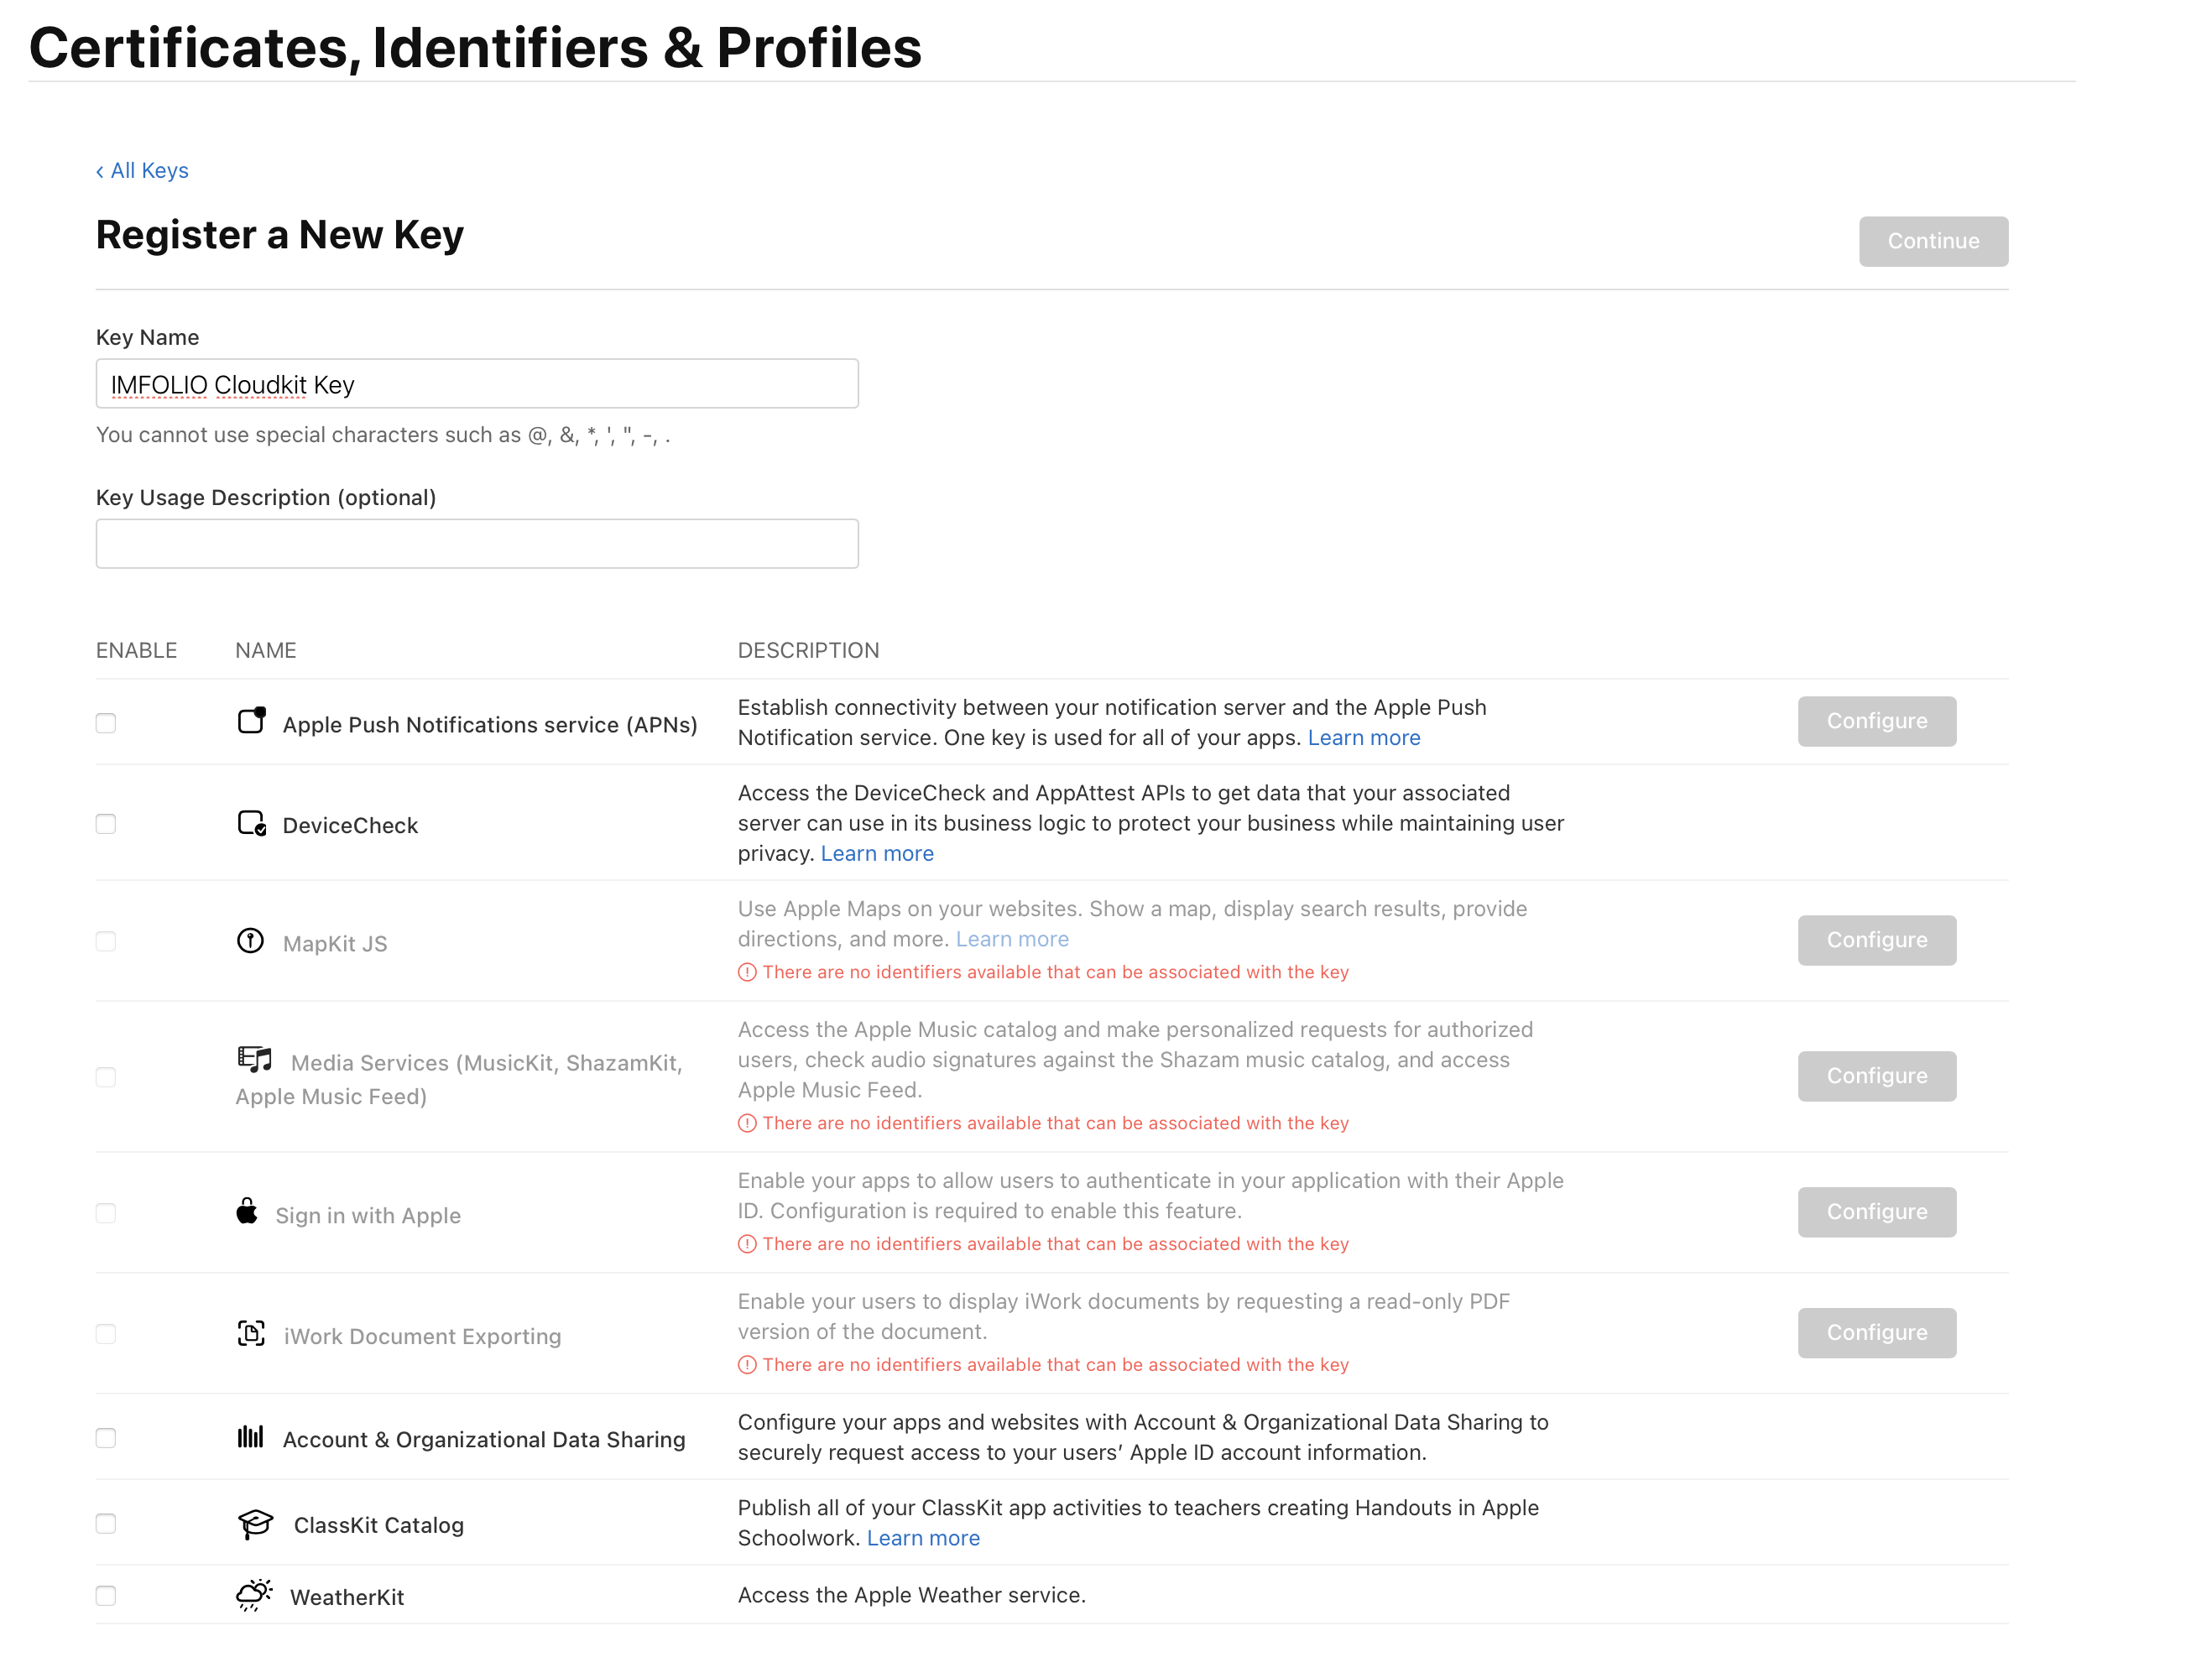 Certificates, Identifiers & Profiles
‹ All Keys
Register a New Key
Continue
Key Name
IMFOLIO Cloudkit Key
You cannot use special characters such as @, &, *, ', ", -, .
Key Usage Description (optional)
ENABLE NAME DESCRIPTION
Apple Push Notifications service (APNs)
Establish connectivity between your notification server and the Apple Push
Notification service. One key is used for all of your apps. Learn more
Configure
DeviceCheck
Access the DeviceCheck and AppAttest APIs to get data that your associated
server can use in its business logic to protect your business while maintaining user
privacy. Learn more
MapKit JS
Use Apple Maps on your websites. Show a map, display search results, provide
directions, and more. Learn more
There are no identifiers available that can be associated with the key
Configure
Media Services (MusicKit, ShazamKit,
Apple Music Feed)
Access the Apple Music catalog and make personalized requests for authorized
users, check audio signatures against the Shazam music catalog, and access
Apple Music Feed.
There are no identifiers available that can be associated with the key
Configure
Sign in with Apple
Enable your apps to allow users to authenticate in your application with their Apple
ID. Configuration is required to enable this feature.
There are no identifiers available that can be associated with the key
Configure
iWork Document Exporting
Enable your users to display iWork documents by requesting a read-only PDF
version of the document.
There are no identifiers available that can be associated with the key
Configure
Account & Organizational Data Sharing
Configure your apps and websites with Account & Organizational Data Sharing to
securely request access to your users’ Apple ID account information.
ClassKit Catalog
Publish all of your ClassKit app activities to teachers creating Handouts in Apple
Schoolwork. Learn more
WeatherKit
Access the Apple Weather service.